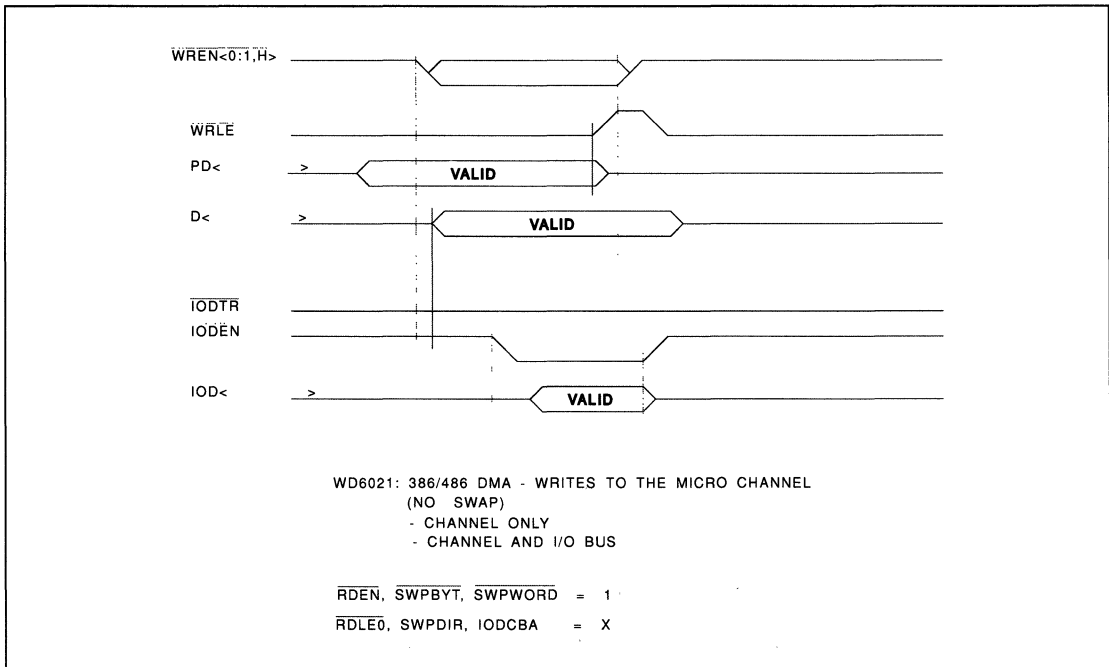 WREN<0:1,H>
WRLE
PD< >
VALID
D< >
VALID
IODTR
IODEN
IOD< >
VALID
WD6021: 386/486 DMA - WRITES TO THE MICRO CHANNEL
(NO SWAP)
- CHANNEL ONLY
- CHANNEL AND I/O BUS
RDEN, SWPBYT, SWPWORD = 1
RDLE0, SWPDIR, IODCBA = X